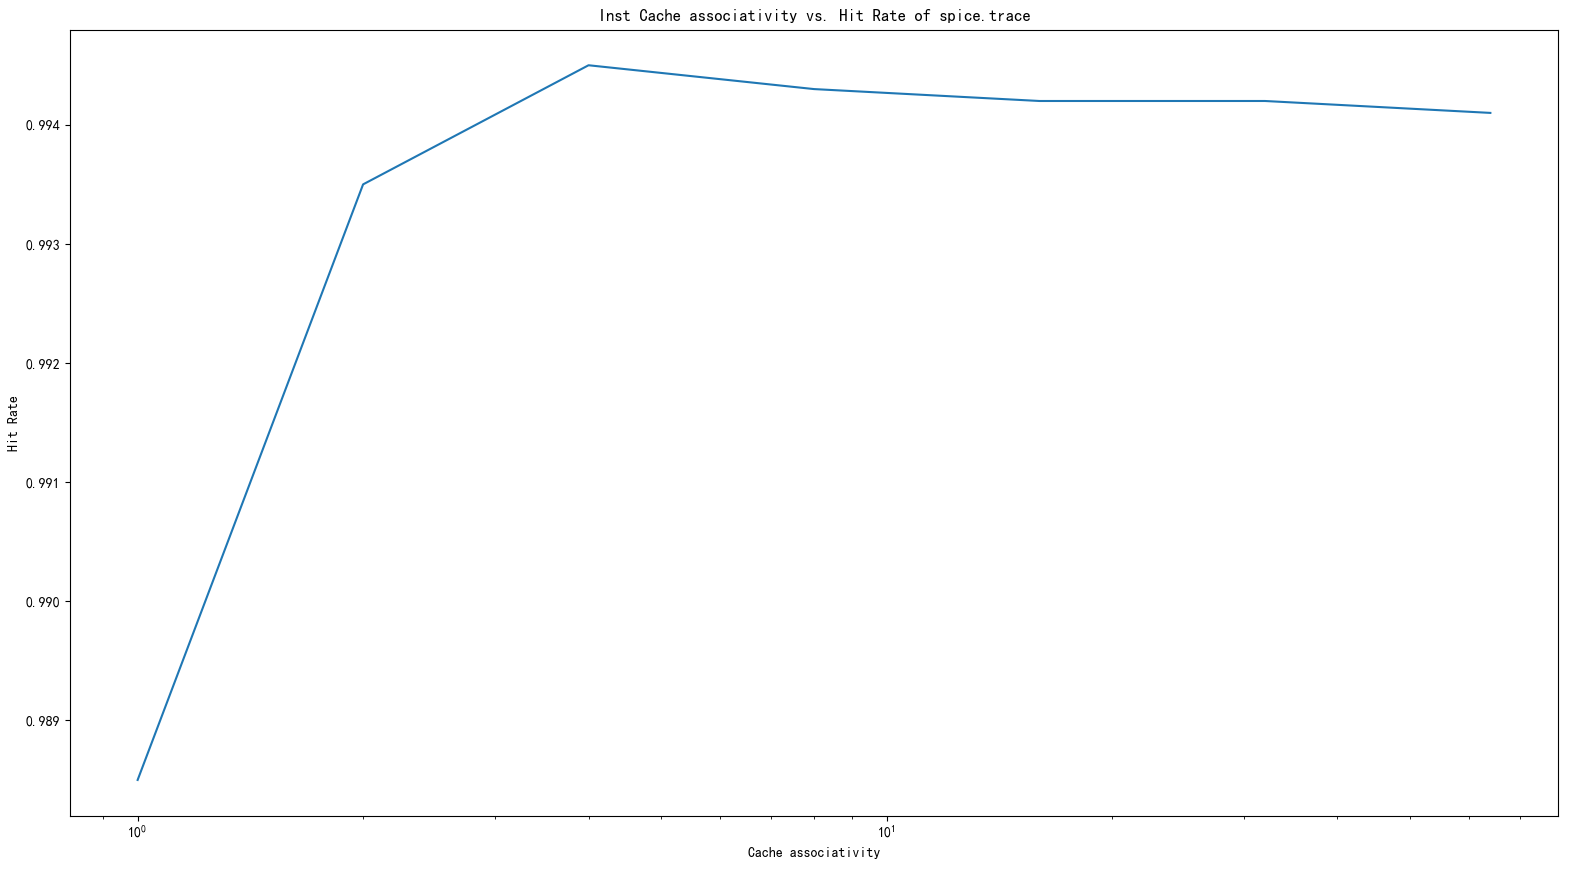 Inst Cache associativity vs. Hit Rate of spice.trace
0.994
0.993
0.992
0.991
0.990
0.989
Hit Rate
10⁰
10¹
Cache associativity